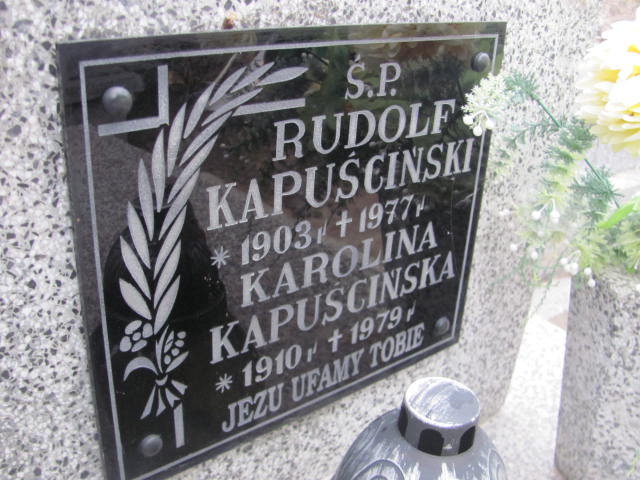 Ś.P.
RUDOLF
KAPUŚCINSKI
* 1903 r. + 1977 r.
KAROLINA
KAPUŚCINSKA
* 1910 r. + 1979 r.
JEZU UFAMY TOBIE